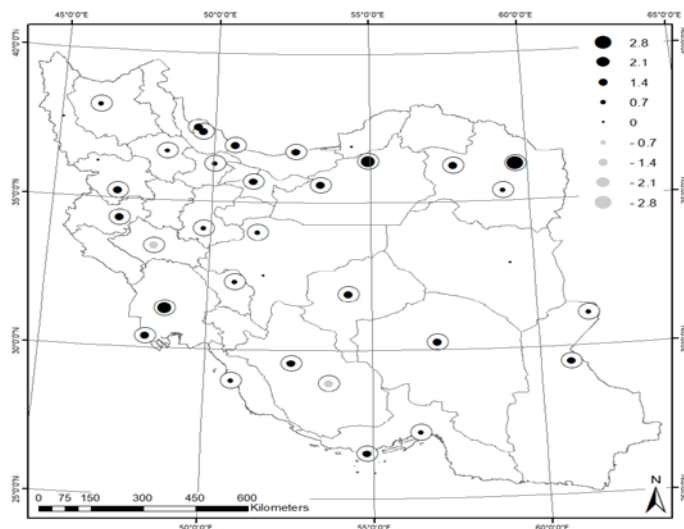 45°0'0"E 50°0'0"E 55°0'0"E 60°0'0"E 65°0'0"E
40°0'0"N
2.8
2.1
1.4
0.7
0
- 0.7
- 1.4
- 2.1
- 2.8
35°0'0"N
30°0'0"N
25°0'0"N
N
0 75 150 300 450 600
Kilometers
50°0'0"E 55°0'0"E 60°0'0"E